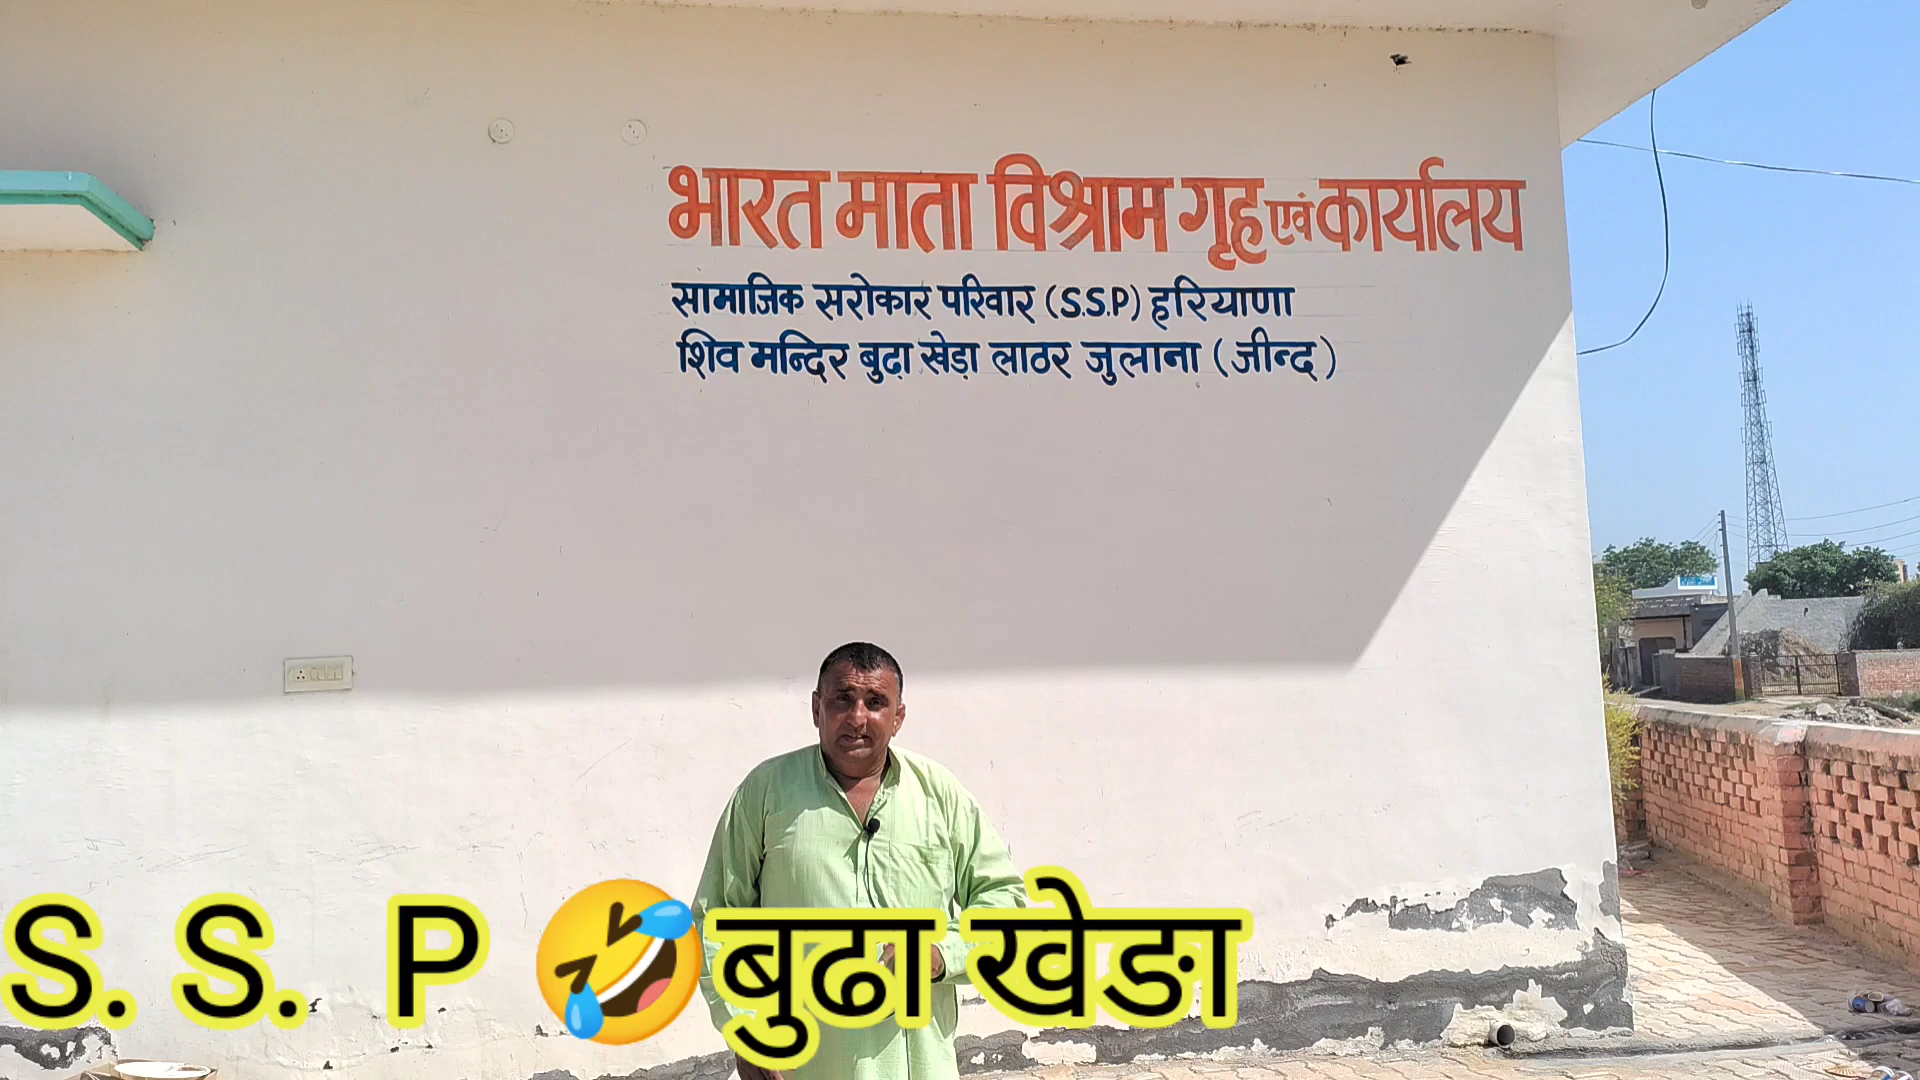 भारत माता विश्राम गृह एवं कार्यालय
सामाजिक सरोकार परिवार (S.S.P) हरियाणा
शिव मन्दिर बुढ़ा खेड़ा लाठर जुलाना (जीन्द)
S. S. P 🤣बुढा खेङा